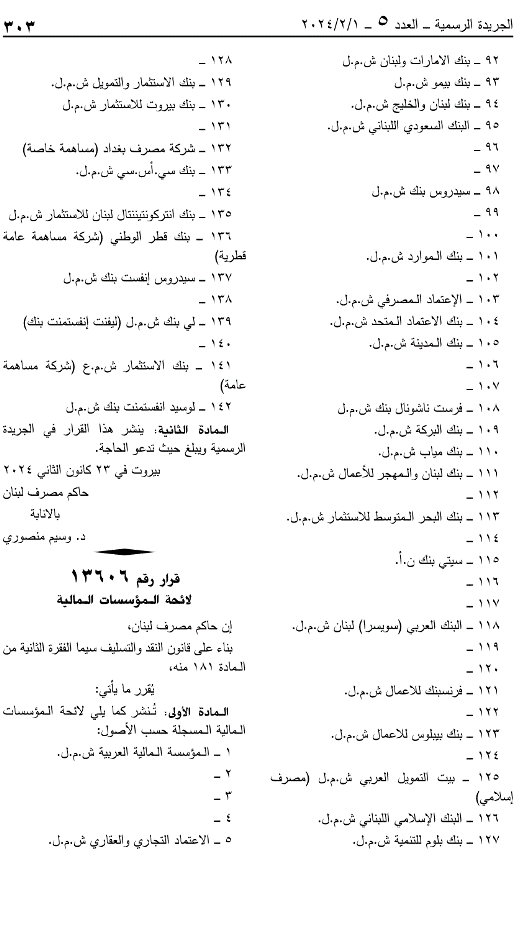 الجريدة الرسمية – العدد ٥ – ٢٠٢٤/٢/١
٣٠٣
٩٢ – بنك الامارات ولبنان ش.م.ل
٩٣ – بنك بيمو ش.م.ل
٩٤ – بنك لبنان والخليج ش.م.ل.
٩٥ – البنك السعودي اللبناني ش.م.ل.
٩٦ –
٩٧ –
٩٨ – سيدروس بنك ش.م.ل
٩٩ –
١٠٠ –
١٠١ – بنك الموارد ش.م.ل.
١٠٢ –
١٠٣ – الإعتماد المصرفي ش.م.ل.
١٠٤ – بنك الاعتماد المتحد ش.م.ل.
١٠٥ – بنك المدينة ش.م.ل.
١٠٦ –
١٠٧ –
١٠٨ – فرست ناشونال بنك ش.م.ل
١٠٩ – بنك البركة ش.م.ل.
١١٠ – بنك مياب ش.م.ل.
١١١ – بنك لبنان والمهجر للأعمال ش.م.ل.
١١٢ –
١١٣ – بنك البحر المتوسط للاستثمار ش.م.ل.
١١٤ –
١١٥ – سيتي بنك ن.أ.
١١٦ –
١١٧ –
١١٨ – البنك العربي (سويسرا) لبنان ش.م.ل.
١١٩ –
١٢٠ –
١٢١ – فرنسبنك للاعمال ش.م.ل.
١٢٢ –
١٢٣ – بنك بيبلوس للاعمال ش.م.ل.
١٢٤ –
١٢٥ – بيت التمويل العربي ش.م.ل (مصرف
إسلامي)
١٢٦ – البنك الإسلامي اللبناني ش.م.ل.
١٢٧ – بنك بلوم للتنمية ش.م.ل.
١٢٨ –
١٢٩ – بنك الاستثمار والتمويل ش.م.ل.
١٣٠ – بنك بيروت للاستثمار ش.م.ل
١٣١ –
١٣٢ – شركة مصرف بغداد (مساهمة خاصة)
١٣٣ – بنك سي.أس.سي ش.م.ل.
١٣٤ –
١٣٥ – بنك انتركونتيننتال لبنان للاستثمار ش.م.ل
١٣٦ – بنك قطر الوطني (شركة مساهمة عامة
قطرية)
١٣٧ – سيدروس إنفست بنك ش.م.ل
١٣٨ –
١٣٩ – لي بنك ش.م.ل (ليفنت إنفستمنت بنك)
١٤٠ –
١٤١ – بنك الاستثمار ش.م.ع (شركة مساهمة
عامة)
١٤٢ – لوسيد انفستمنت بنك ش.م.ل
المادة الثانية: ينشر هذا القرار في الجريدة
الرسمية ويبلغ حيث تدعو الحاجة.
بيروت في ٢٣ كانون الثاني ٢٠٢٤
حاكم مصرف لبنان
بالانابة
د. وسيم منصوري
قرار رقم ١٣٦٠٦
لائحة المؤسسات المالية
إن حاكم مصرف لبنان،
بناء على قانون النقد والتسليف سيما الفقرة الثانية من
المادة ١٨١ منه،
يُقرر ما يأتي:
المادة الأولى: تُنشر كما يلي لائحة المؤسسات
المالية المسجلة حسب الأصول:
١ – المؤسسة المالية العربية ش.م.ل.
٢ –
٣ –
٤ –
٥ – الاعتماد التجاري والعقاري ش.م.ل.